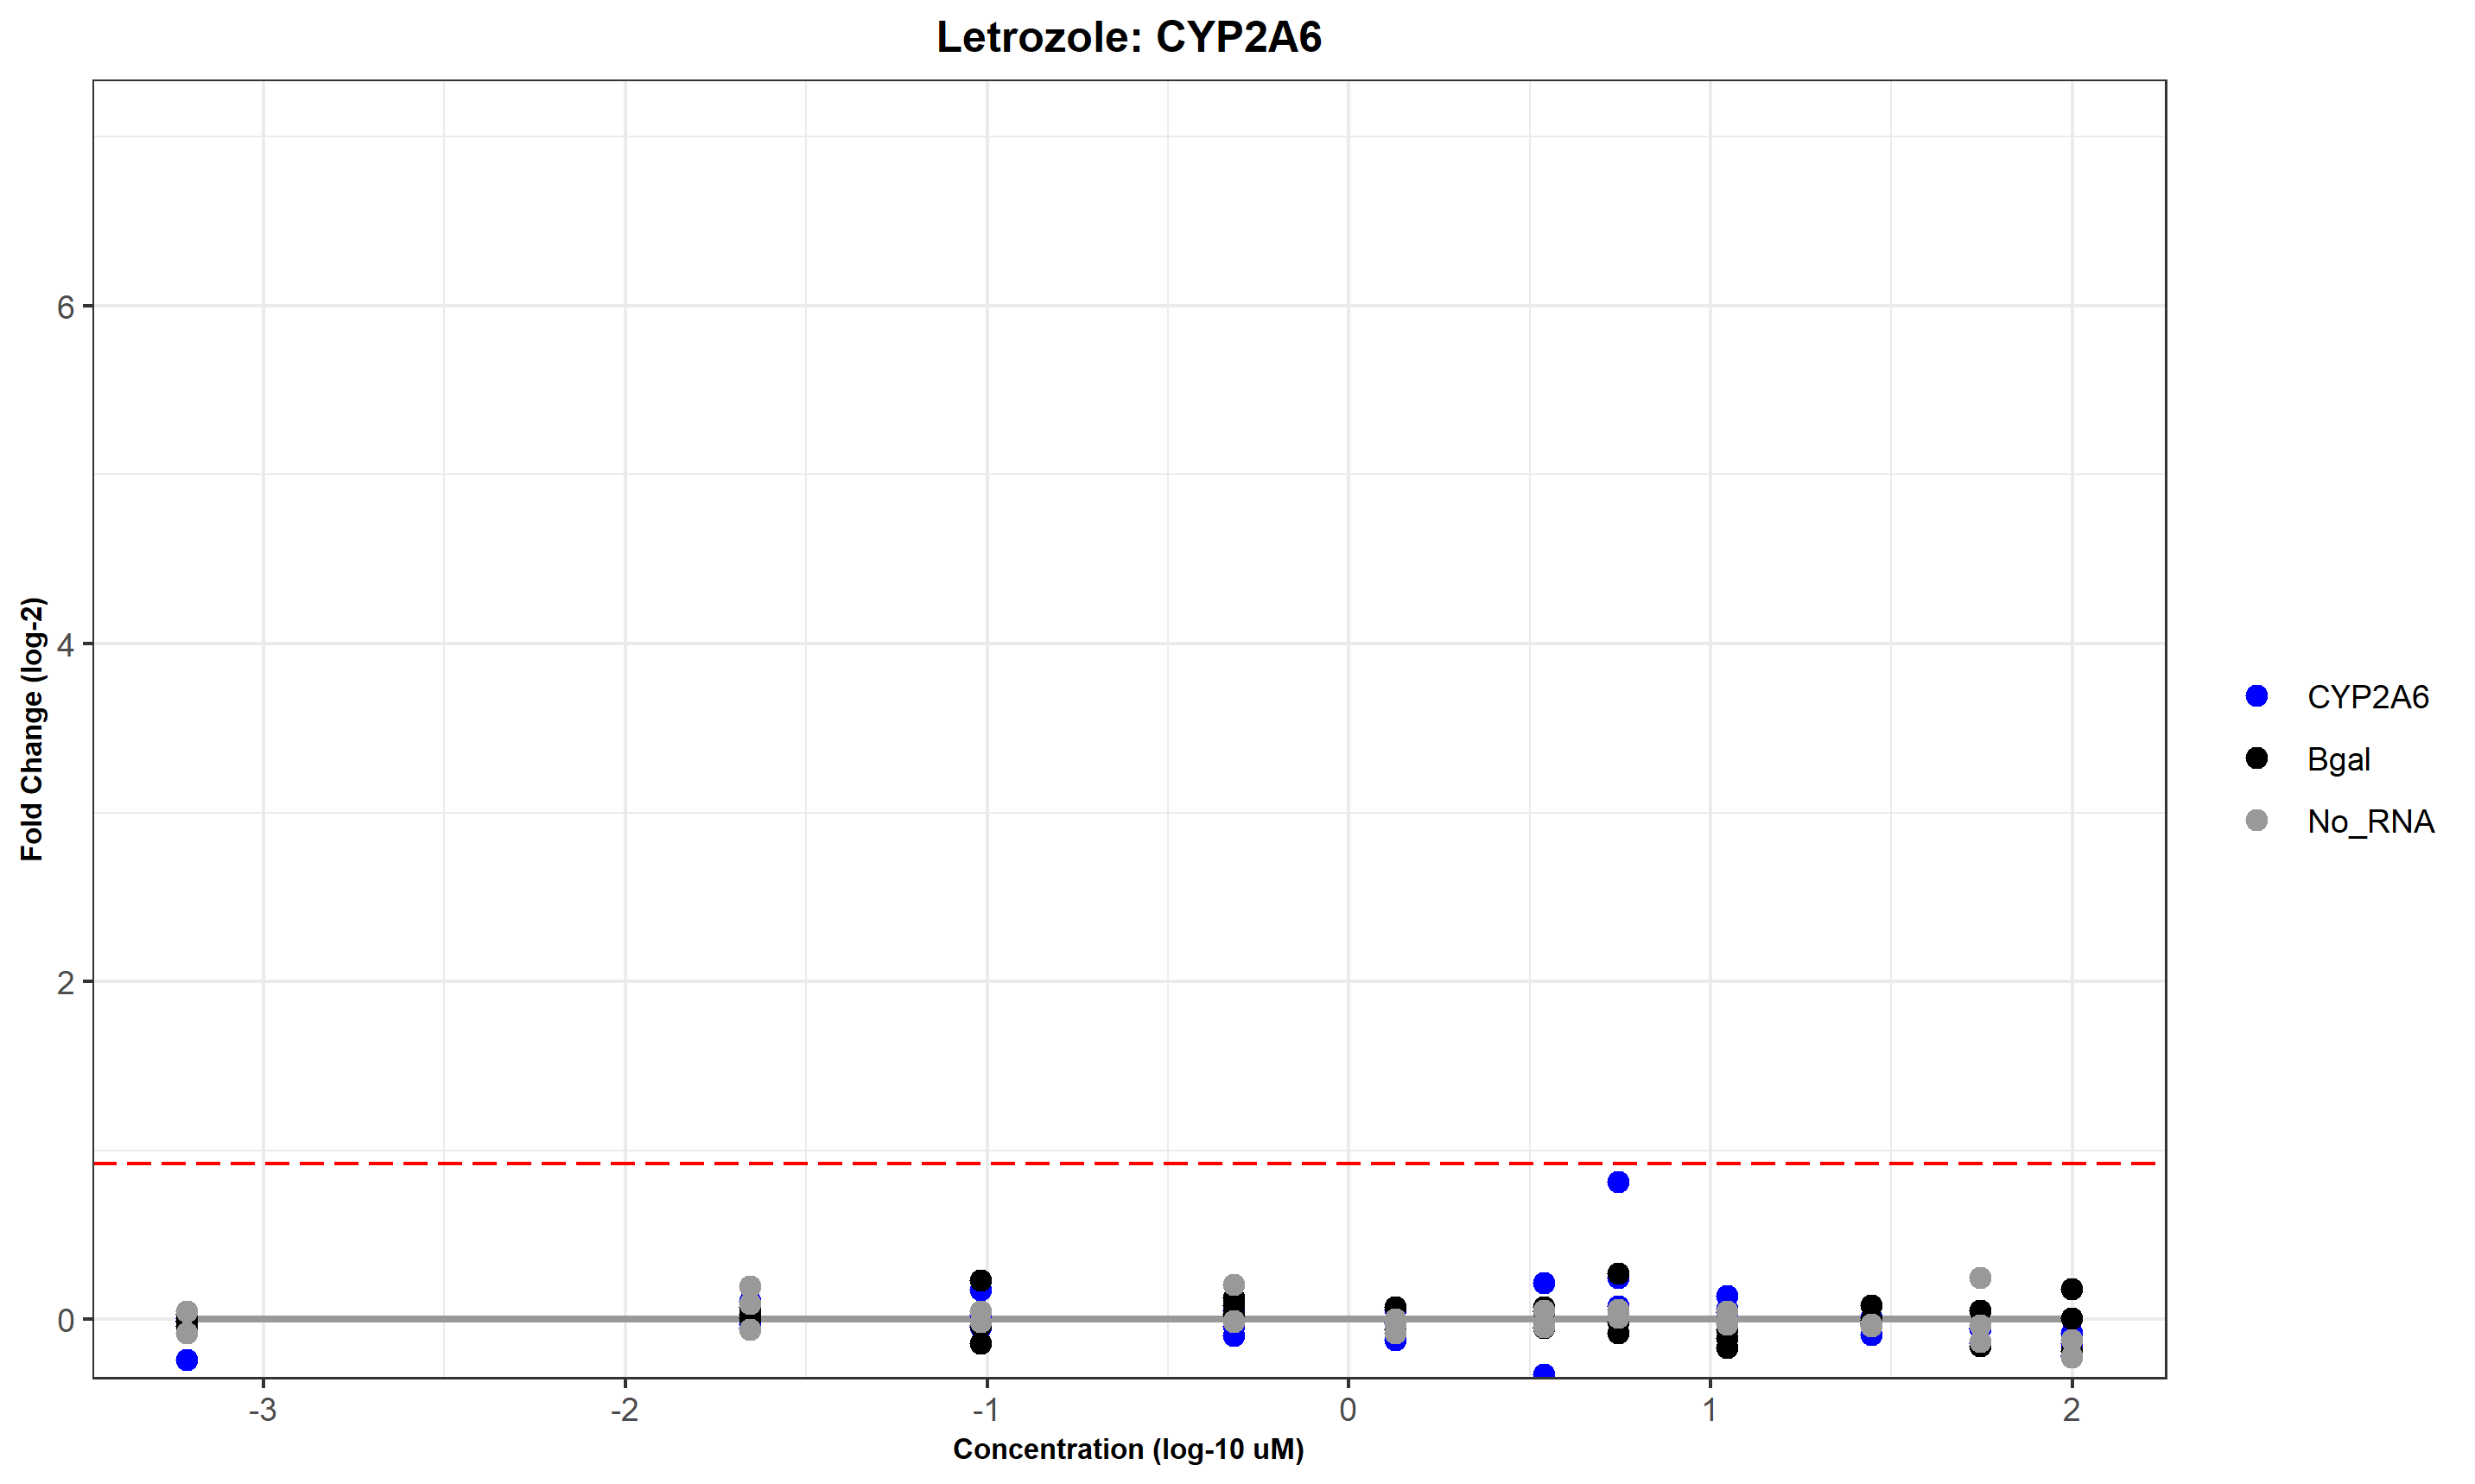 Letrozole: CYP2A6
Fold Change (log-2)
6
4
2
0
-3 -2 -1 0 1 2
Concentration (log-10 uM)
CYP2A6
Bgal
No_RNA